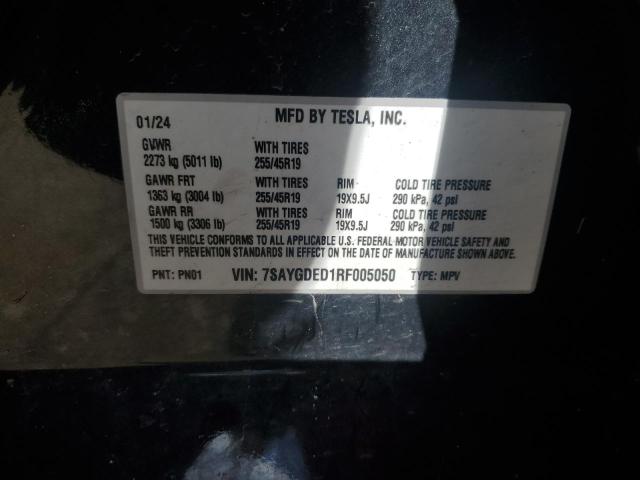 01/24 MFD BY TESLA, INC.
GVWR WITH TIRES
2273 kg (5011 lb) 255/45R19
GAWR FRT WITH TIRES RIM COLD TIRE PRESSURE
1363 kg (3004 lb) 255/45R19 19X9.5J 290 kPa, 42 psi
GAWR RR WITH TIRES RIM COLD TIRE PRESSURE
1500 kg (3306 lb) 255/45R19 19X9.5J 290 kPa, 42 psi
THIS VEHICLE CONFORMS TO ALL APPLICABLE U.S. FEDERAL MOTOR VEHICLE SAFETY AND
THEFT PREVENTION STANDARDS IN EFFECT ON THE DATE OF MANUFACTURE SHOWN ABOVE.
PNT: PN01 VIN: 7SAYGDED1RF005050 TYPE: MPV